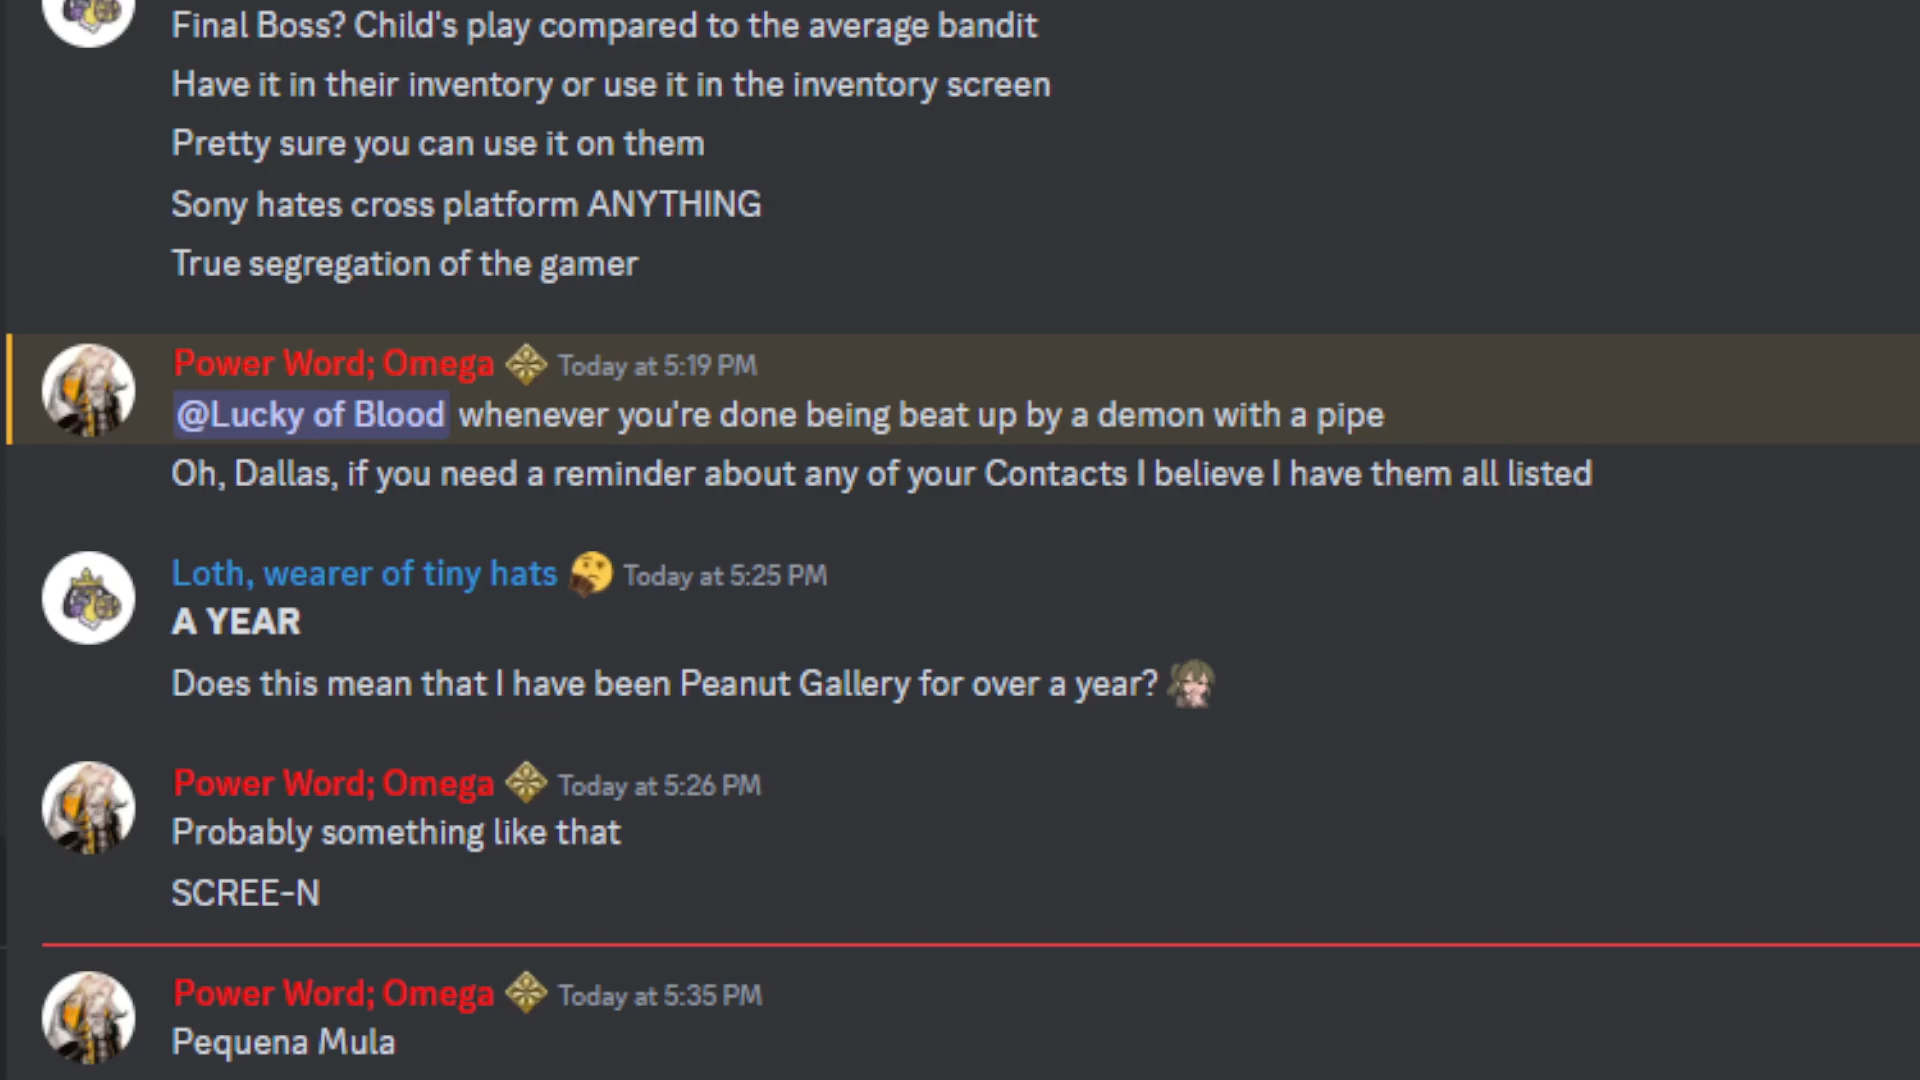 Final Boss? Child's play compared to the average bandit
Have it in their inventory or use it in the inventory screen
Pretty sure you can use it on them
Sony hates cross platform ANYTHING
True segregation of the gamer
Power Word; Omega Today at 5:19 PM
@Lucky of Blood whenever you're done being beat up by a demon with a pipe
Oh, Dallas, if you need a reminder about any of your Contacts I believe I have them all listed
Loth, wearer of tiny hats Today at 5:25 PM
A YEAR
Does this mean that I have been Peanut Gallery for over a year?
Power Word; Omega Today at 5:26 PM
Probably something like that
SCREE-N
Power Word; Omega Today at 5:35 PM
Pequena Mula